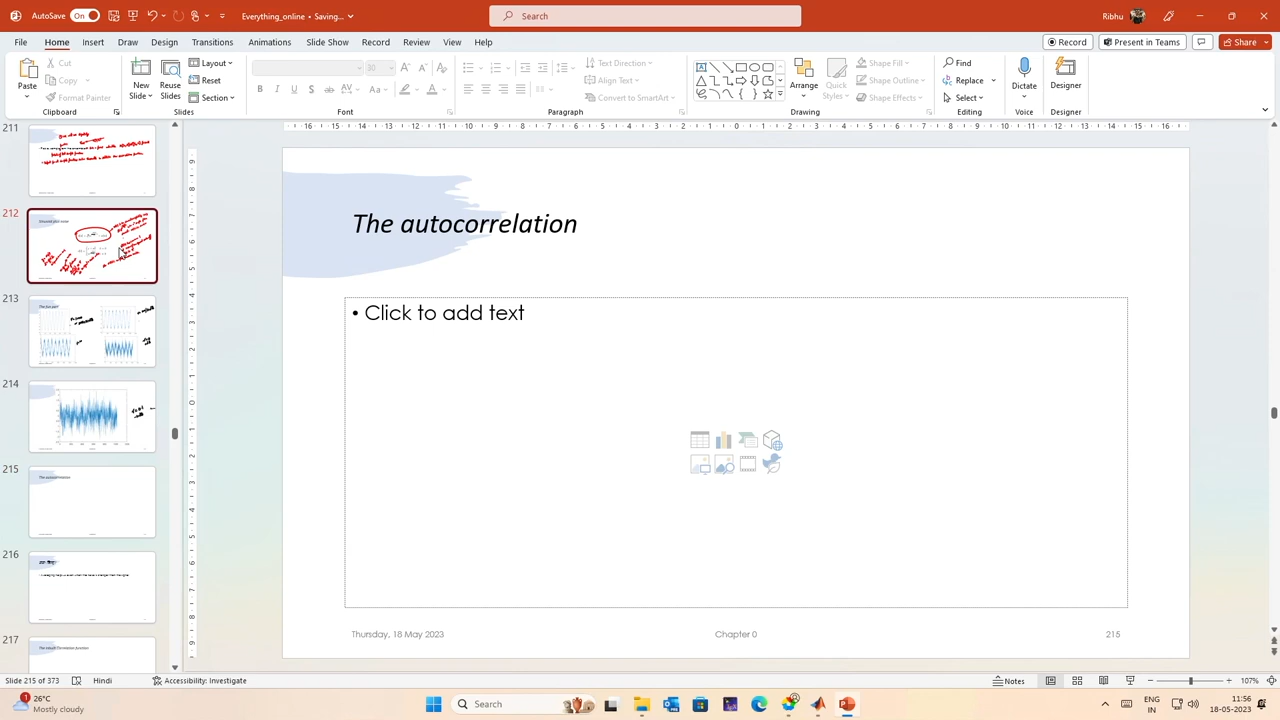 AutoSave On Everything_online • Saving... Search Ribhu
File Home Insert Draw Design Transitions Animations Slide Show Record Review View Help Record Present in Teams Share
Paste Cut Copy Format Painter New Slide Reuse Slides Layout Reset Section 30 Text Direction Align Text Convert to SmartArt Arrange Quick Styles Shape Fill Shape Outline Shape Effects Find Replace Select Dictate Designer
Clipboard Slides Font Paragraph Drawing Editing Voice Designer
211
212
213
214
215
The autocorrelation
216
217
The autocorrelation
• Click to add text
Thursday, 18 May 2023 Chapter 0 215
Slide 215 of 373 Hindi Accessibility: Investigate Notes 107%
26°C
Mostly cloudy
Search
ENG
IN
11:56
18-05-2023